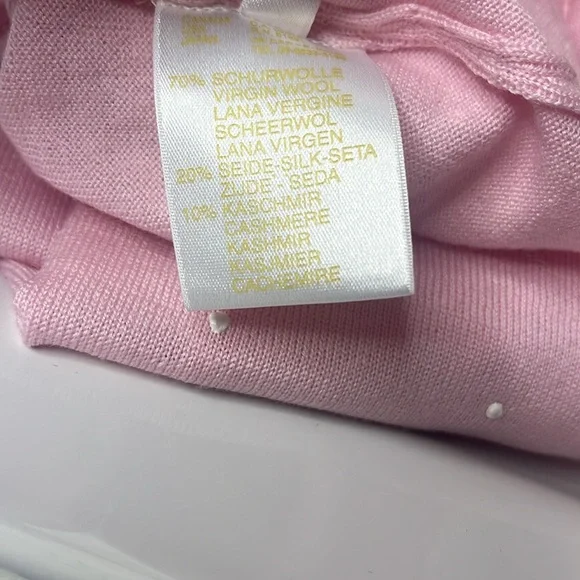 70% SCHURWOLLE
VIRGIN WOOL
LANA VERGINE
SCHEERWOL
LANA VIRGEN
20% SEIDE-SILK-SETA
ZIJDE - SEDA
10% KASCHMIR
CASHMERE
KASHMIR
KASJMIER
CACHEMIRE